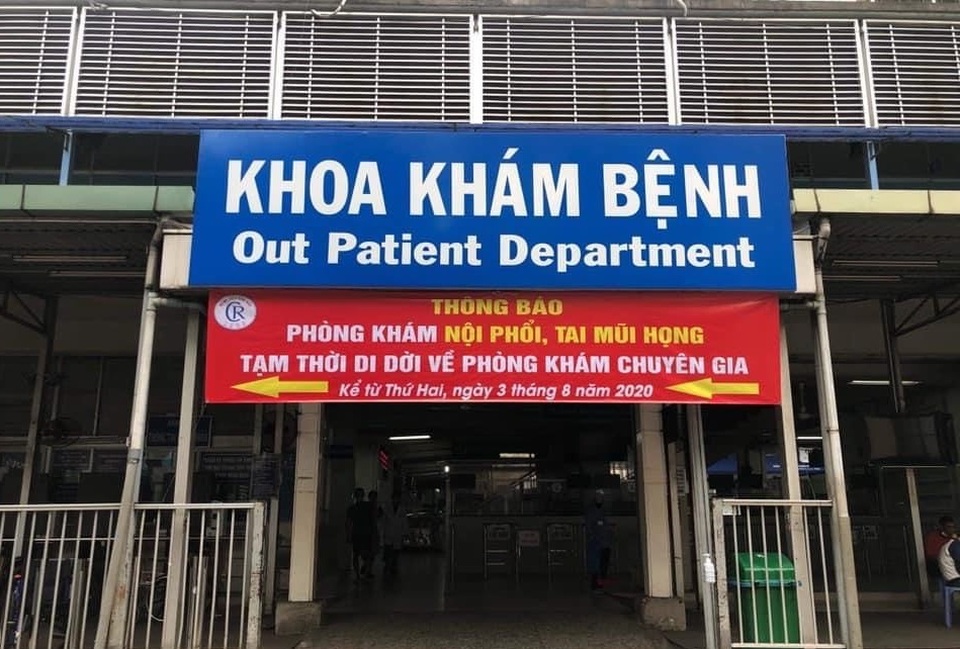 KHOA KHÁM BỆNH
Out Patient Department
THÔNG BÁO
PHÒNG KHÁM NỘI PHỔI, TAI MŨI HỌNG
TẠM THỜI DI DỜI VỀ PHÒNG KHÁM CHUYÊN GIA
Kể từ Thứ Hai, ngày 3 tháng 8 năm 2020